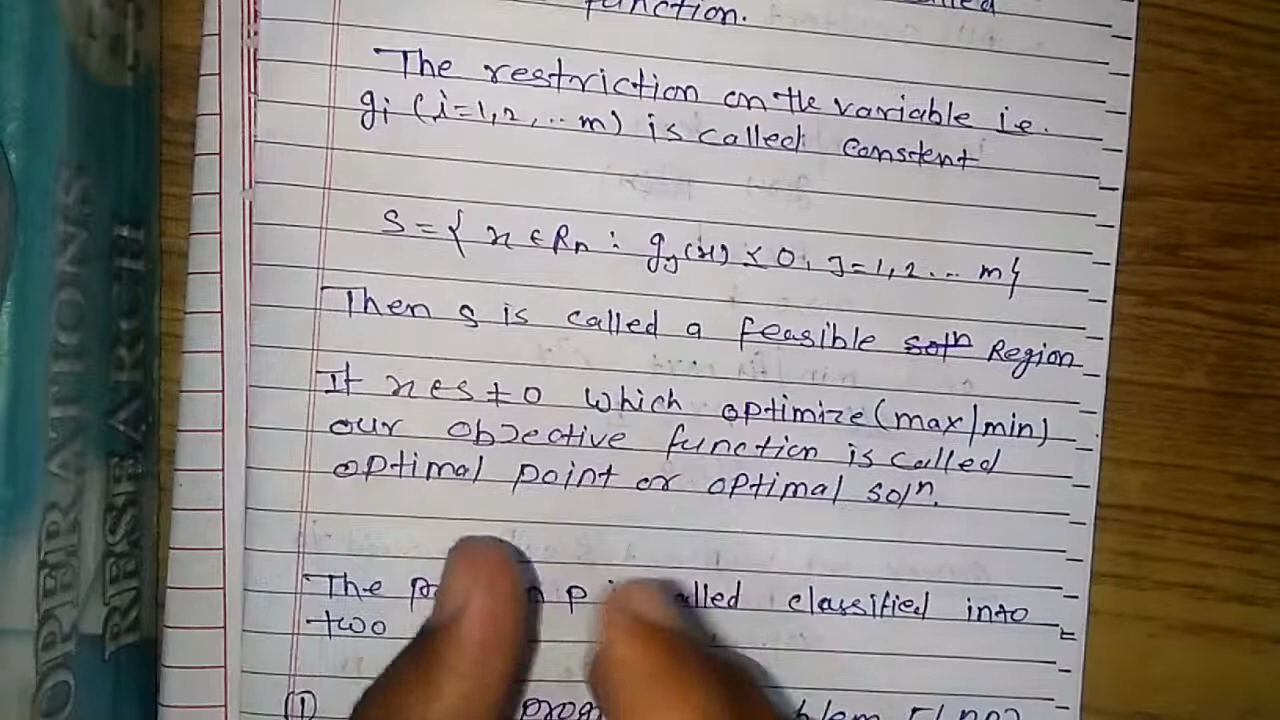 function.
The restriction on the variable i.e.
gi (i=1,2,... m) is called constent
S = { x ∈ Rn : gj(x) < 0, J=1,2 ... m}
Then s is called a feasible soln Region
If x∈s ≠ 0 which optimize (max/min)
our objective function is called
optimal point or optimal soln.
The p called classified into
two
(1)
OPERATIONS
RESEARCH